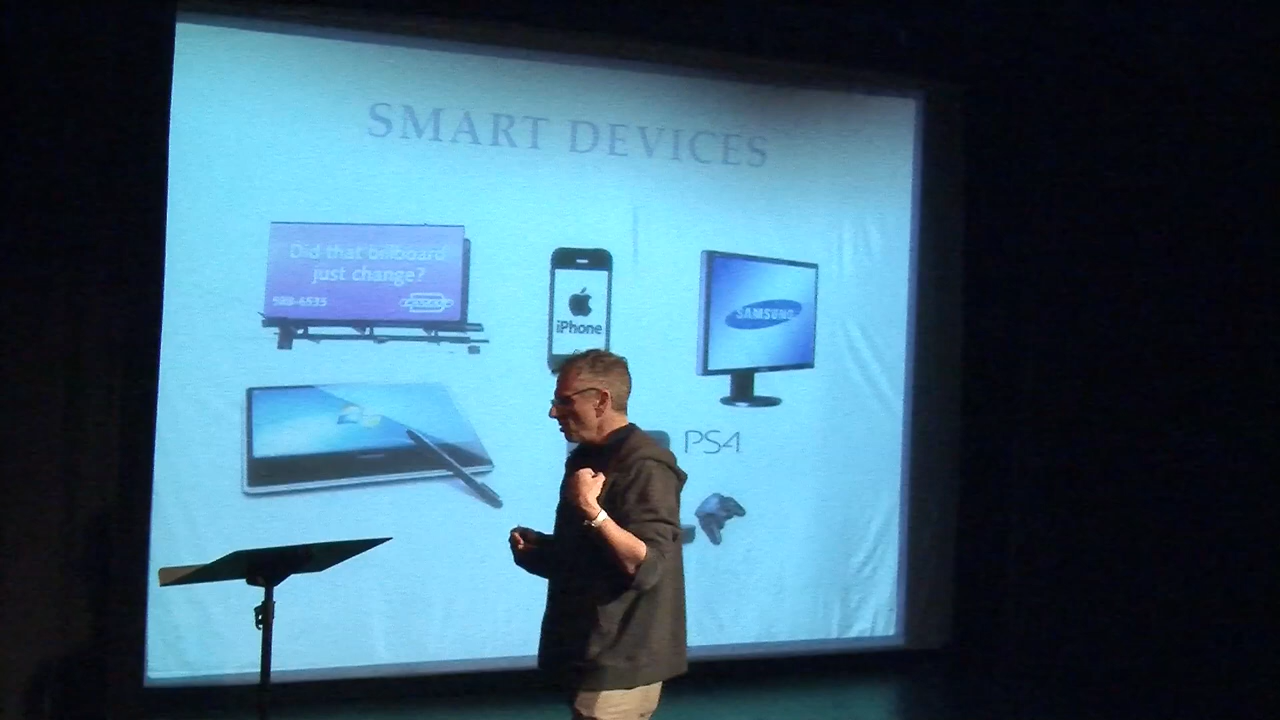 SMART DEVICES
Did that billboard
just change?
iPhone
SAMSUNG
PS4